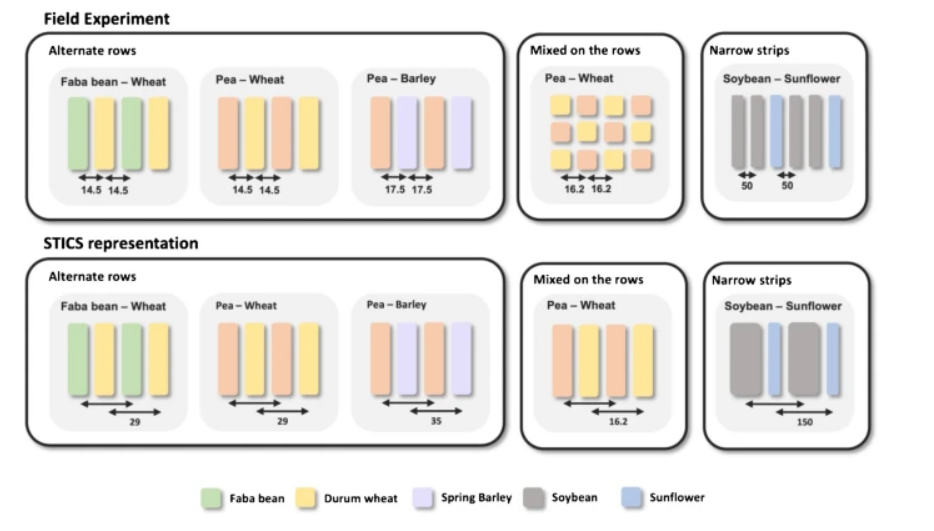 Field Experiment
Alternate rows
Faba bean – Wheat
Pea – Wheat
Pea – Barley
14.5 14.5
14.5 14.5
17.5 17.5
Mixed on the rows
Pea – Wheat
16.2 16.2
Narrow strips
Soybean – Sunflower
50
50
STICS representation
Alternate rows
Faba bean – Wheat
Pea – Wheat
Pea – Barley
29
29
35
Mixed on the rows
Pea – Wheat
16.2
Narrow strips
Soybean – Sunflower
150
Faba bean
Durum wheat
Spring Barley
Soybean
Sunflower